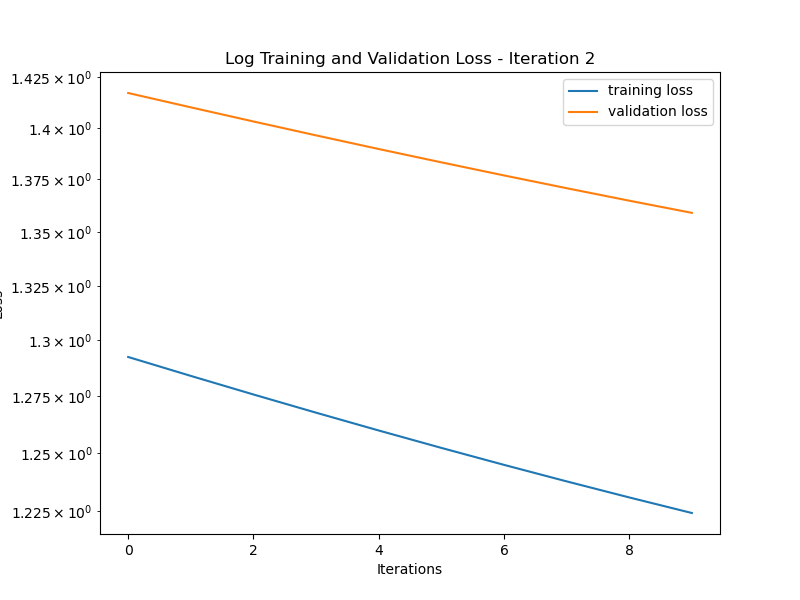 Log Training and Validation Loss - Iteration 2
training loss
validation loss
1.425 × 10⁰
1.4 × 10⁰
1.375 × 10⁰
1.35 × 10⁰
1.325 × 10⁰
1.3 × 10⁰
1.275 × 10⁰
1.25 × 10⁰
1.225 × 10⁰
0 2 4 6 8
Iterations